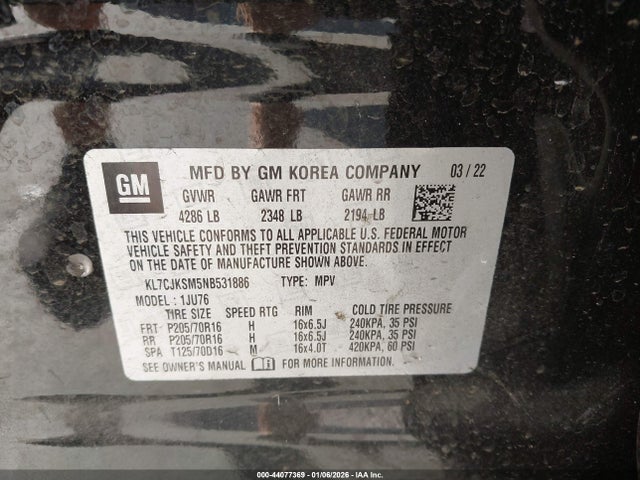 GM
MFD BY GM KOREA COMPANY 03 / 22
GVWR GAWR FRT GAWR RR
4286 LB 2348 LB 2194 LB
THIS VEHICLE CONFORMS TO ALL APPLICABLE U.S. FEDERAL MOTOR
VEHICLE SAFETY AND THEFT PREVENTION STANDARDS IN EFFECT
ON THE DATE OF MANUFACTURE SHOWN ABOVE.
KL7CJKSM5NB531886 TYPE: MPV
MODEL : 1JU76
TIRE SIZE SPEED RTG RIM COLD TIRE PRESSURE
FRT P205/70R16 H 16x6.5J 240KPA, 35 PSI
RR P205/70R16 H 16x6.5J 240KPA, 35 PSI
SPA T125/70D16 M 16x4.0T 420KPA, 60 PSI
SEE OWNER'S MANUAL FOR MORE INFORMATION.
000-44077369 01/06/2026 IAA Inc.